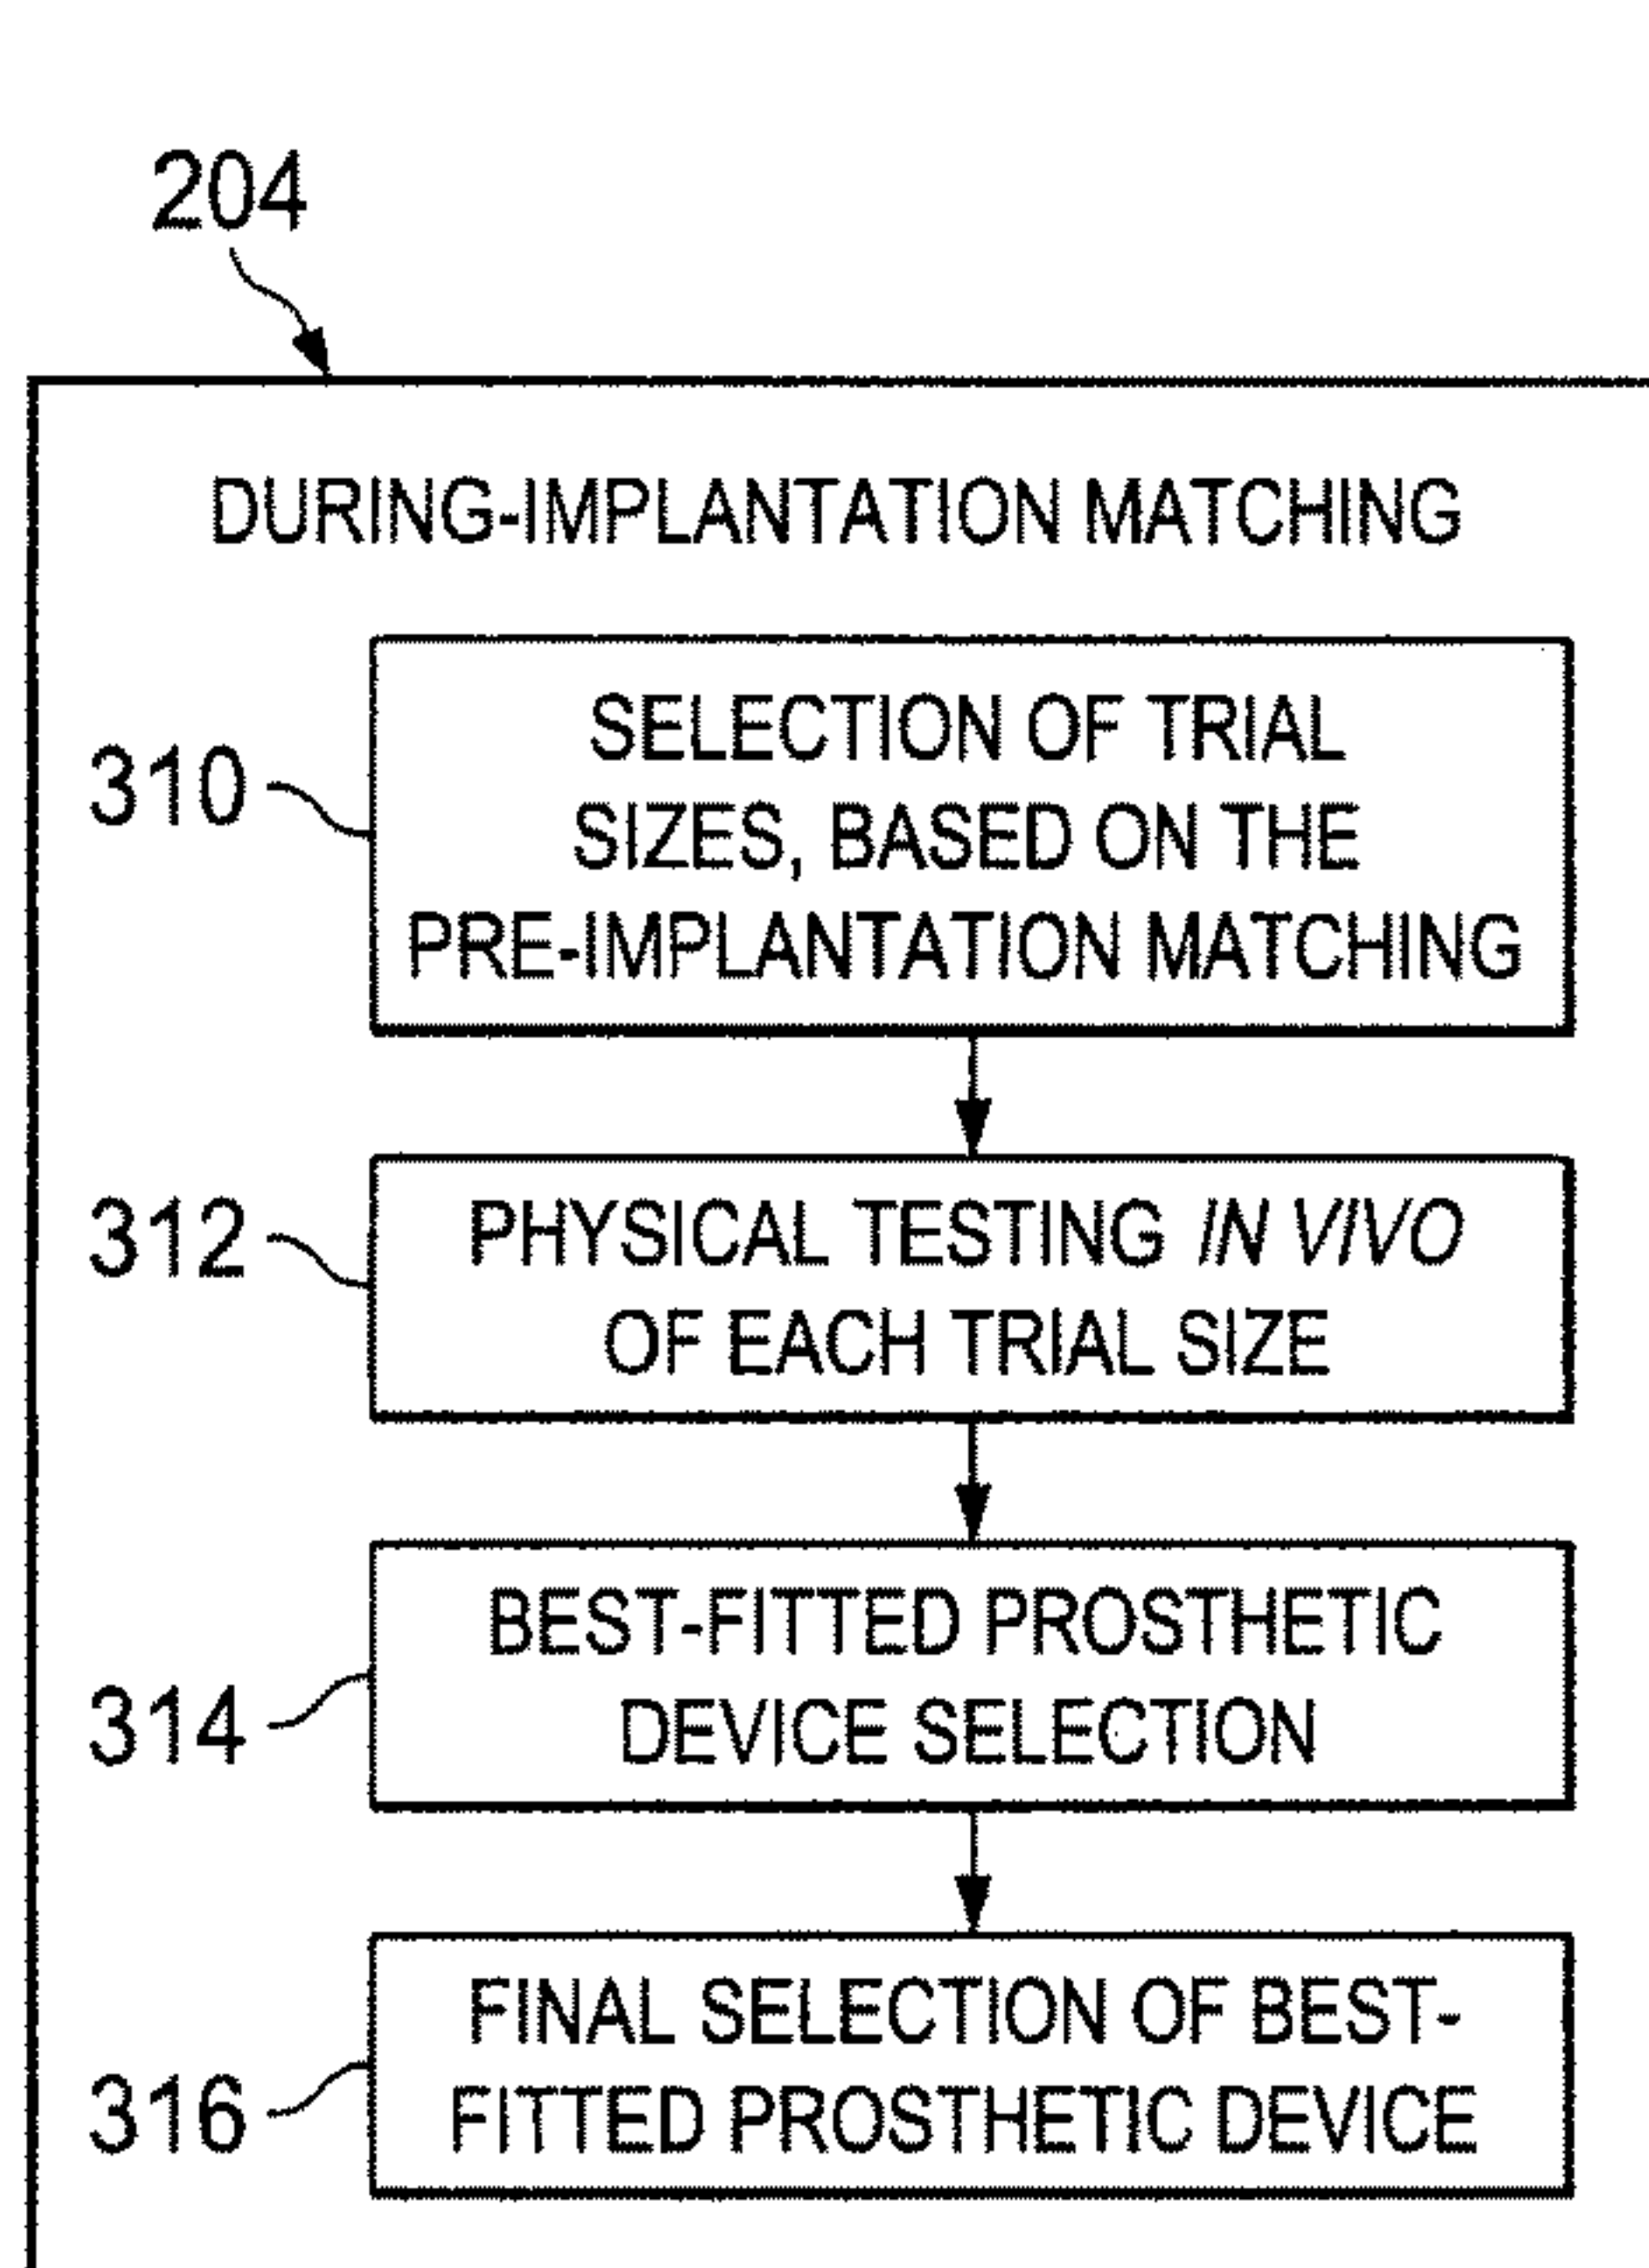 204
DURING-IMPLANTATION MATCHING
310
SELECTION OF TRIAL
SIZES, BASED ON THE
PRE-IMPLANTATION MATCHING
312
PHYSICAL TESTING IN VIVO
OF EACH TRIAL SIZE
314
BEST-FITTED PROSTHETIC
DEVICE SELECTION
316
FINAL SELECTION OF BEST-
FITTED PROSTHETIC DEVICE